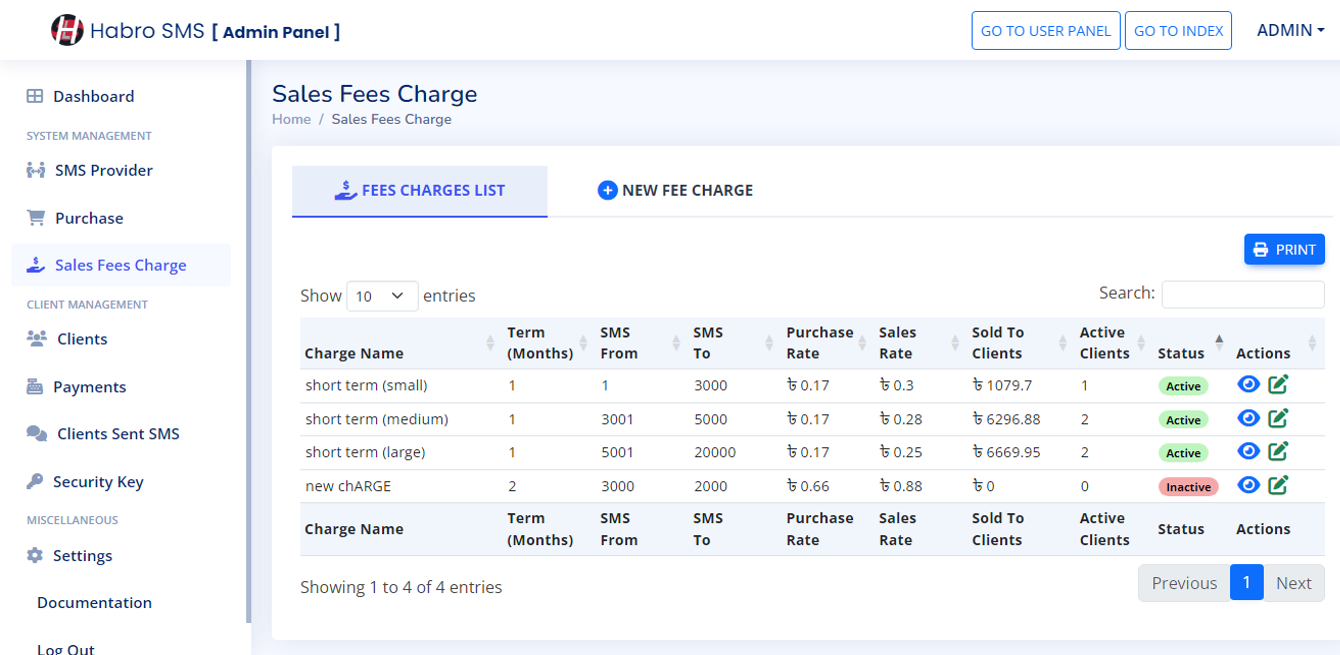 Habro SMS [ Admin Panel ]
GO TO USER PANEL GO TO INDEX ADMIN
Dashboard
SYSTEM MANAGEMENT
SMS Provider
Purchase
Sales Fees Charge
CLIENT MANAGEMENT
Clients
Payments
Clients Sent SMS
Security Key
MISCELLANEOUS
Settings
Documentation
Log Out
Sales Fees Charge
Home / Sales Fees Charge
FEES CHARGES LIST NEW FEE CHARGE
PRINT
Show 10 entries Search:
Charge Name Term (Months) SMS From SMS To Purchase Rate Sales Rate Sold To Clients Active Clients Status Actions
short term (small) 1 1 3000 ৳ 0.17 ৳ 0.3 ৳ 1079.7 1 Active
short term (medium) 1 3001 5000 ৳ 0.17 ৳ 0.28 ৳ 6296.88 2 Active
short term (large) 1 5001 20000 ৳ 0.17 ৳ 0.25 ৳ 6669.95 2 Active
new chARGE 2 3000 2000 ৳ 0.66 ৳ 0.88 ৳ 0 0 Inactive
Charge Name Term (Months) SMS From SMS To Purchase Rate Sales Rate Sold To Clients Active Clients Status Actions
Showing 1 to 4 of 4 entries Previous 1 Next